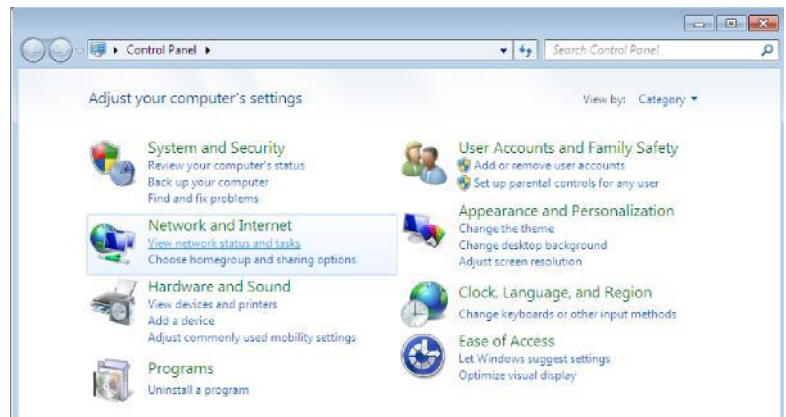 Control Panel
Search Control Panel
Adjust your computer's settings
View by: Category
System and Security
Review your computer's status
Back up your computer
Find and fix problems
Network and Internet
View network status and tasks
Choose homegroup and sharing options
Hardware and Sound
View devices and printers
Add a device
Adjust commonly used mobility settings
Programs
Uninstall a program
User Accounts and Family Safety
Add or remove user accounts
Set up parental controls for any user
Appearance and Personalization
Change the theme
Change desktop background
Adjust screen resolution
Clock, Language, and Region
Change keyboards or other input methods
Ease of Access
Let Windows suggest settings
Optimize visual display